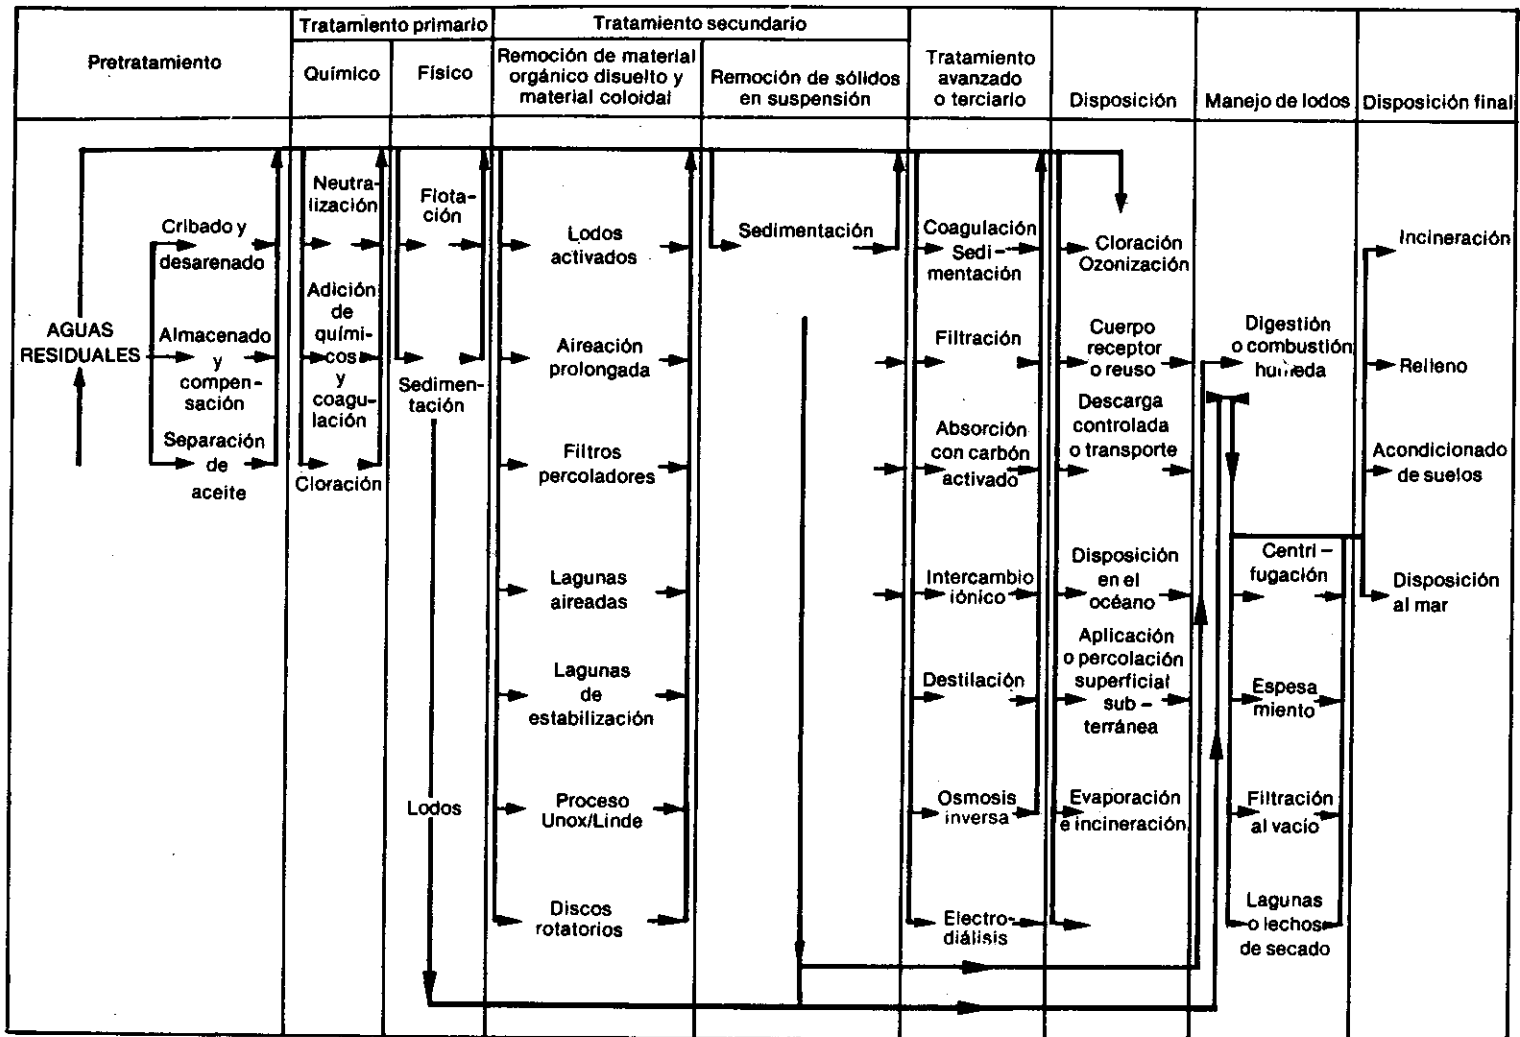 Pretratamiento
Tratamiento primario
Químico
Físico
Tratamiento secundario
Remoción de material
orgánico disuelto y
material coloidal
Remoción de sólidos
en suspensión
Tratamiento
avanzado
o terciario
Disposición
Manejo de lodos
Disposición final
AGUAS
RESIDUALES
Cribado y
desarenado
Almacenado
y
compen-
sación
Separación
de
aceite
Neutra-
lización
Adición
de
quími-
cos
y
coagu-
lación
Cloración
Flota-
ción
Sedimen-
tación
Lodos
Lodos
activados
Aireación
prolongada
Filtros
percoladores
Lagunas
aireadas
Lagunas
de
estabilización
Proceso
Unox/Linde
Discos
rotatorios
Sedimentación
Coagulación
Sedi-
mentación
Filtración
Absorción
con carbón
activado
Intercambio
iónico
Destilación
Osmosis
inversa
Electro-
diálisis
Cloración
Ozonización
Cuerpo
receptor
o reuso
Descarga
controlada
o transporte
Disposición
en el
océano
Aplicación
o percolación
superficial
sub-
terránea
Evaporación
e incineración
Digestión
o combustión
humeda
Centri-
fugación
Espesa
miento
Filtración
al vacío
Lagunas
o lechos
de secado
Incineración
Relleno
Acondicionado
de suelos
Disposición
al mar